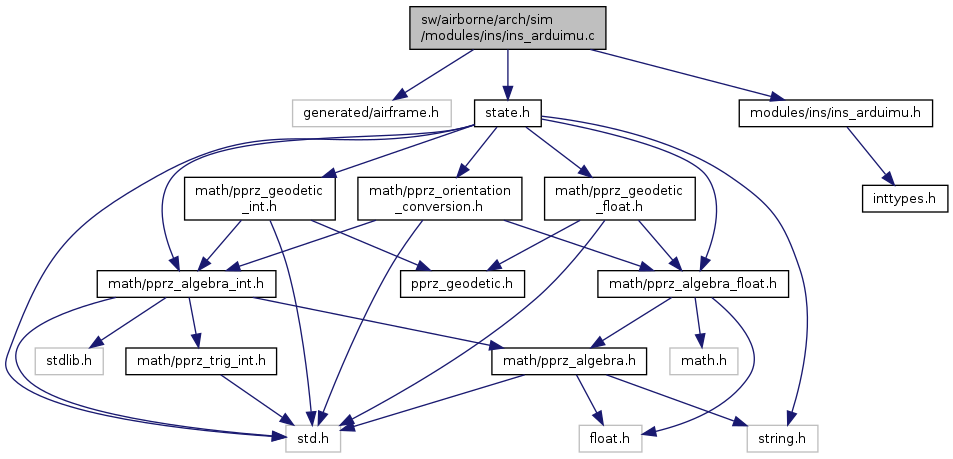 sw/airborne/arch/sim
/modules/ins/ins_arduimu.c
generated/airframe.h
state.h
modules/ins/ins_arduimu.h
math/pprz_geodetic
_int.h
math/pprz_orientation
_conversion.h
math/pprz_geodetic
_float.h
inttypes.h
math/pprz_algebra_int.h
pprz_geodetic.h
math/pprz_algebra_float.h
stdlib.h
math/pprz_trig_int.h
math/pprz_algebra.h
math.h
std.h
float.h
string.h